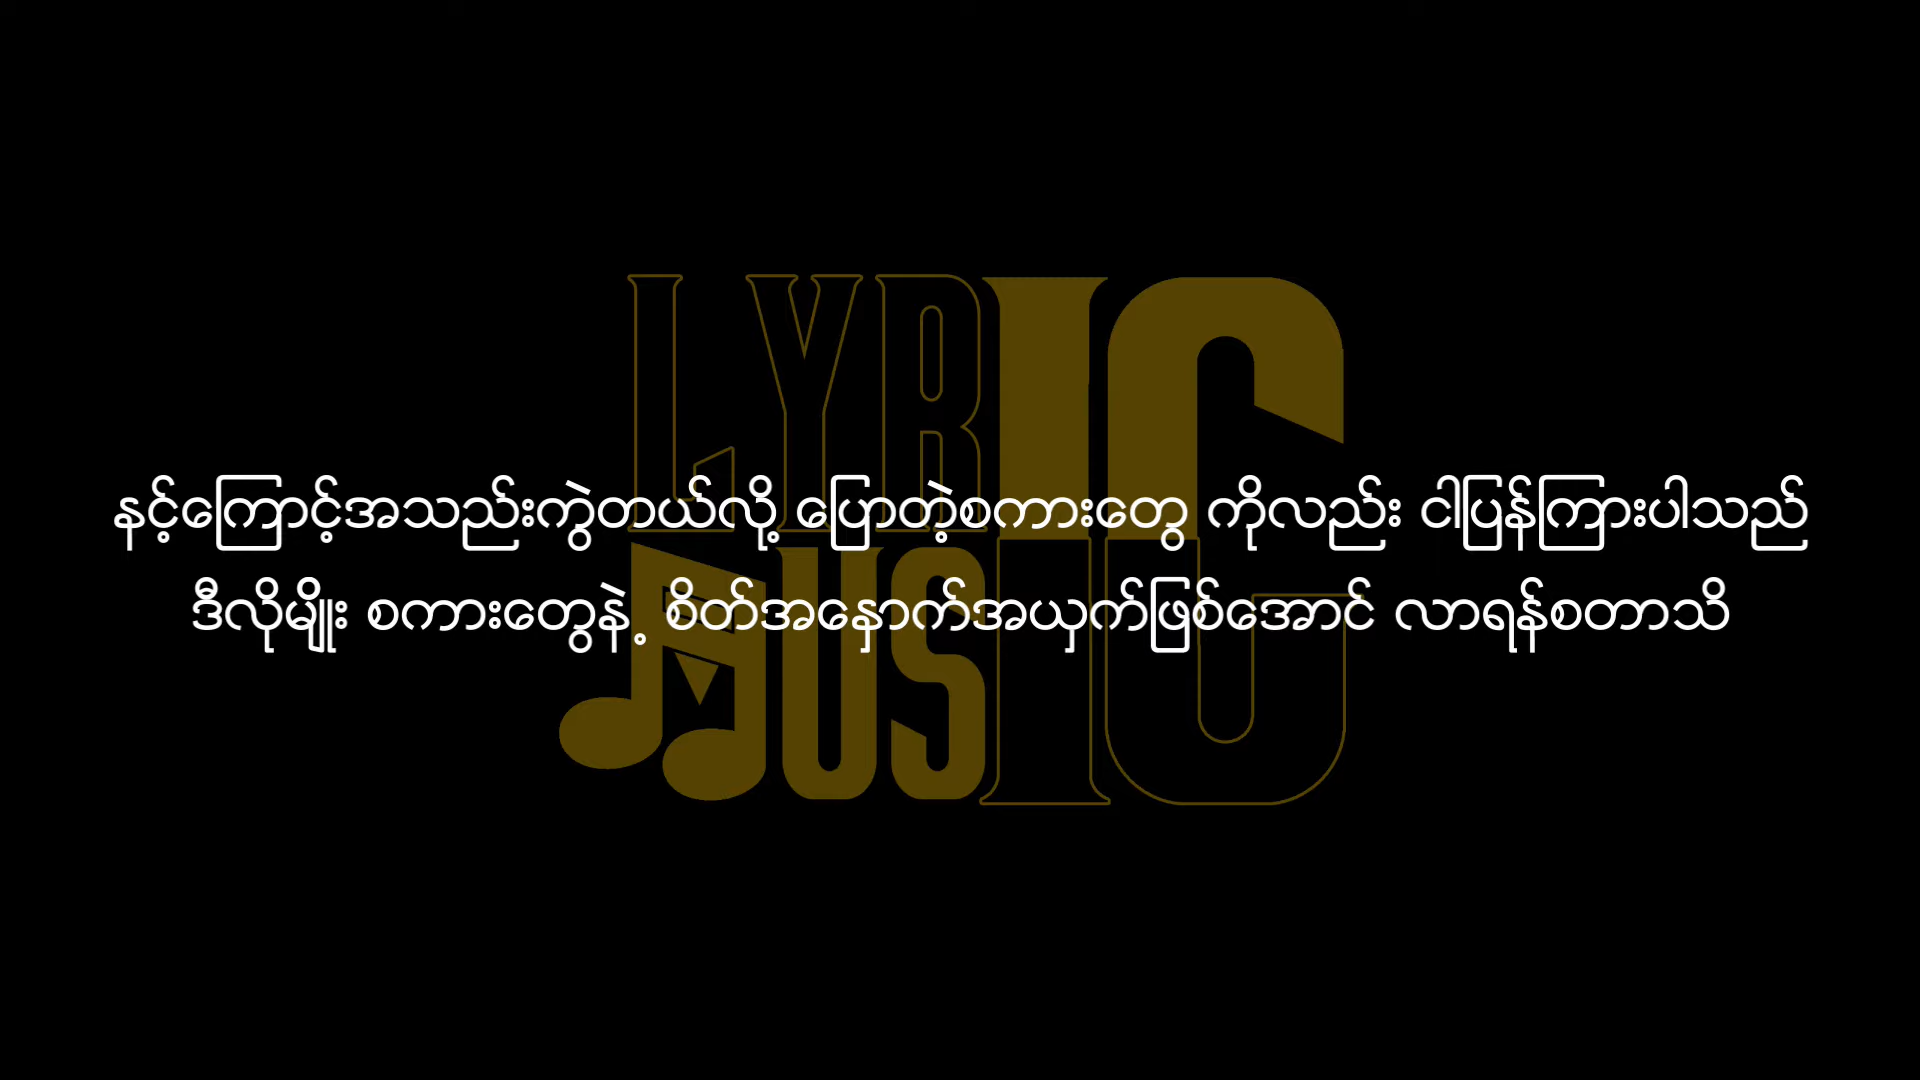 LYRIC
နင့်ကြောင့်အသည်းကွဲတယ်လို့ ပြောတဲ့စကားတွေ ကိုလည်း ငါပြန်ကြားပါသည်
ဒီလိုမျိုး စကားတွေနဲ့ စိတ်အနှောက်အယှက်ဖြစ်အောင် လာရန်စတာသိ
MUSIC